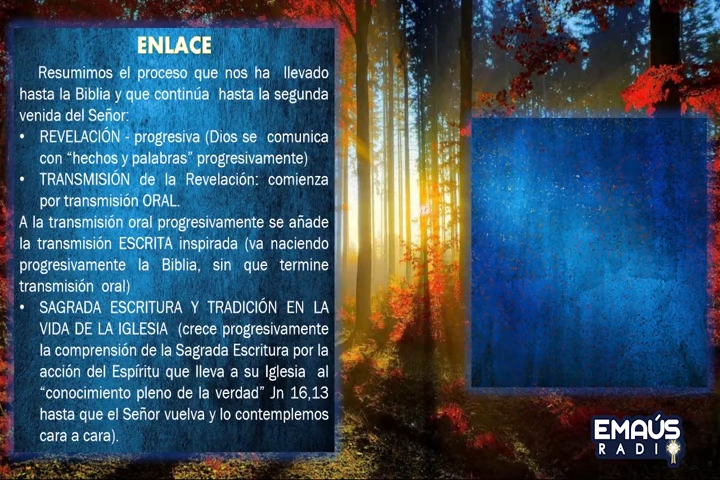 ENLACE
Resumimos el proceso que nos ha llevado
hasta la Biblia y que continúa hasta la segunda
venida del Señor:
• REVELACIÓN - progresiva (Dios se comunica
con “hechos y palabras” progresivamente)
• TRANSMISIÓN de la Revelación: comienza
por transmisión ORAL.
A la transmisión oral progresivamente se añade
la transmisión ESCRITA inspirada (va naciendo
progresivamente la Biblia, sin que termine
transmisión oral)
• SAGRADA ESCRITURA Y TRADICIÓN EN LA
VIDA DE LA IGLESIA (crece progresivamente
la comprensión de la Sagrada Escritura por la
acción del Espíritu que lleva a su Iglesia al
“conocimiento pleno de la verdad” Jn 16,13
hasta que el Señor vuelva y lo contemplemos
cara a cara).
EMAÚS
RADIO